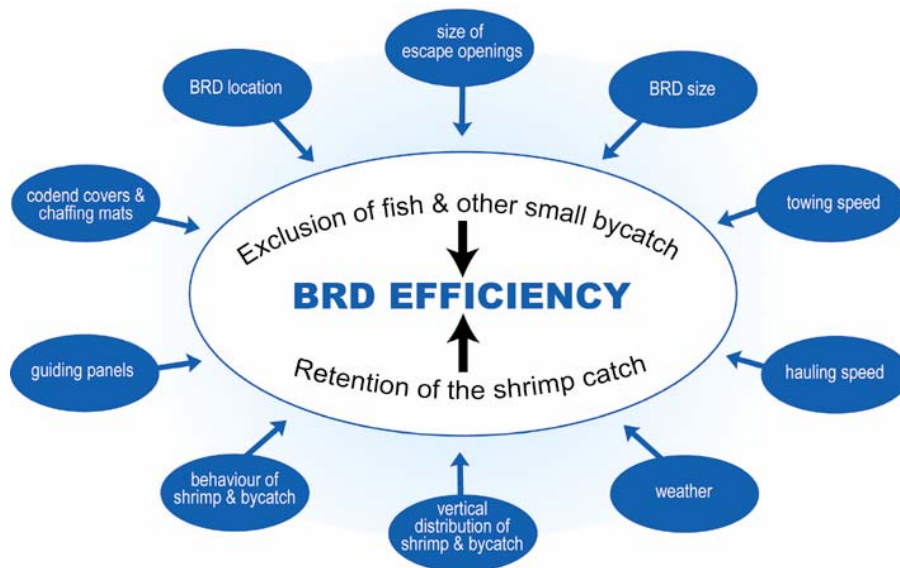 size of
escape openings
BRD location
BRD size
codend covers &
chaffing mats
towing speed
Exclusion of fish & other small bycatch
BRD EFFICIENCY
Retention of the shrimp catch
guiding panels
hauling speed
behaviour of
shrimp & bycatch
weather
vertical
distribution of
shrimp & bycatch